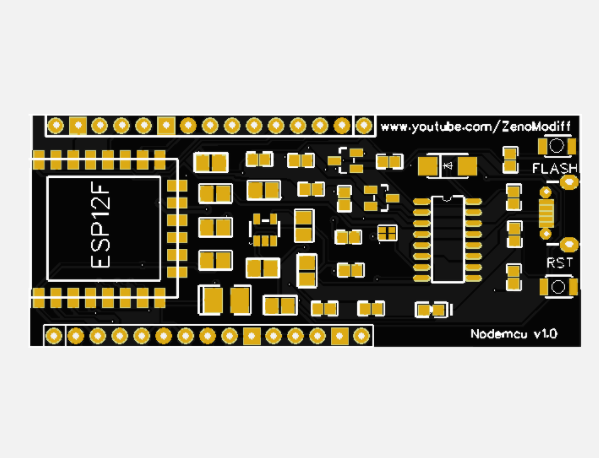 www.youtube.com/ZenoModiff
FLASH
ESP12F
RST
Nodemcu v1.0